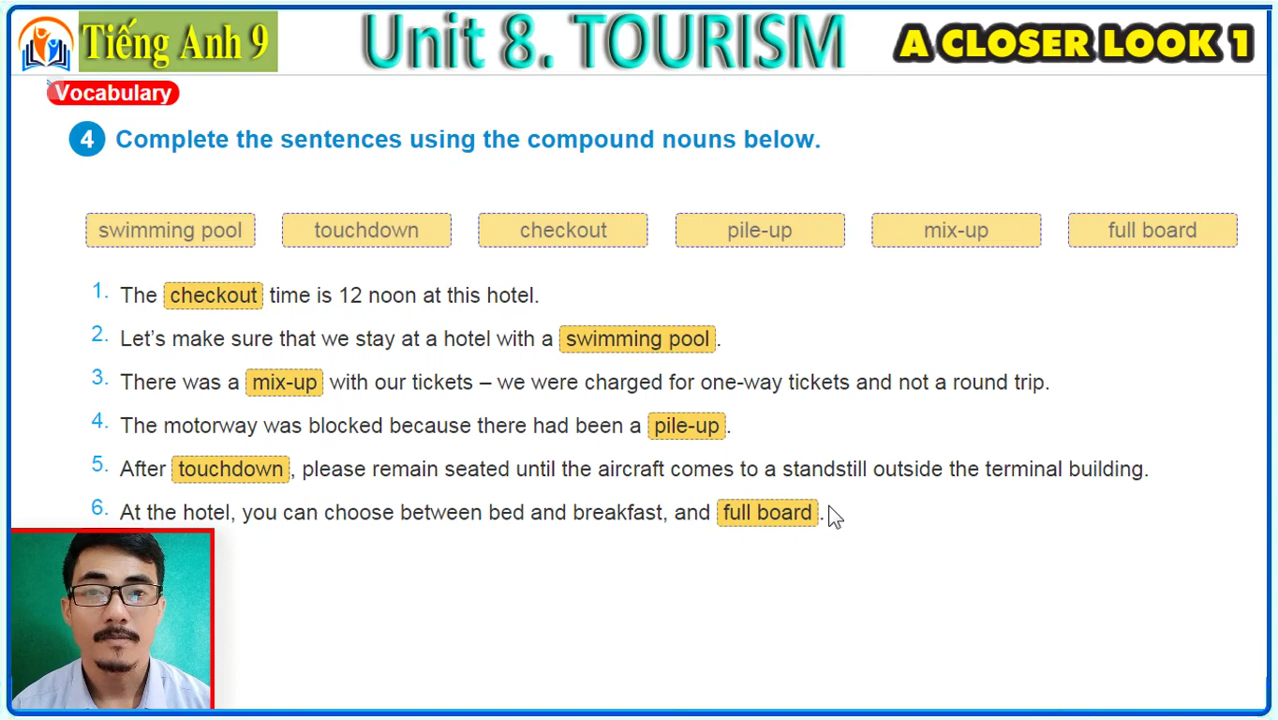 Tiếng Anh 9
Unit 8. TOURISM
A CLOSER LOOK 1
Vocabulary
4 Complete the sentences using the compound nouns below.
swimming pool touchdown checkout pile-up mix-up full board
1. The checkout time is 12 noon at this hotel.
2. Let’s make sure that we stay at a hotel with a swimming pool.
3. There was a mix-up with our tickets – we were charged for one-way tickets and not a round trip.
4. The motorway was blocked because there had been a pile-up.
5. After touchdown, please remain seated until the aircraft comes to a standstill outside the terminal building.
6. At the hotel, you can choose between bed and breakfast, and full board.